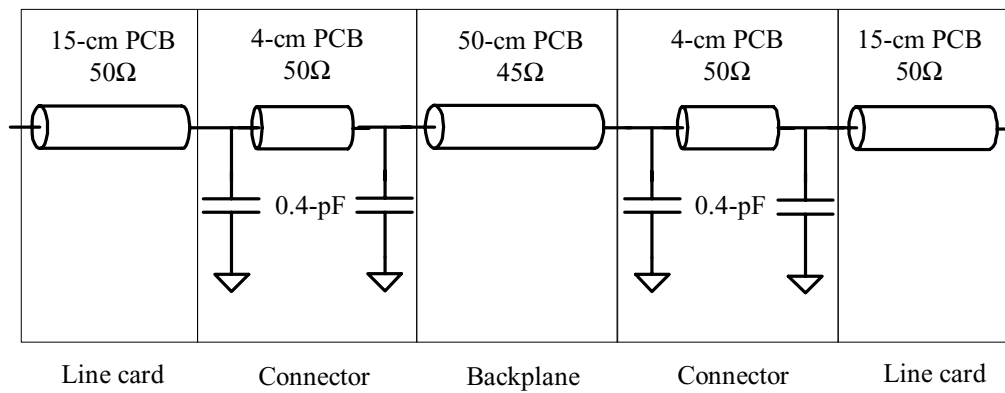 15-cm PCB
50Ω
4-cm PCB
50Ω
50-cm PCB
45Ω
4-cm PCB
50Ω
15-cm PCB
50Ω
0.4-pF
0.4-pF
Line card
Connector
Backplane
Connector
Line card